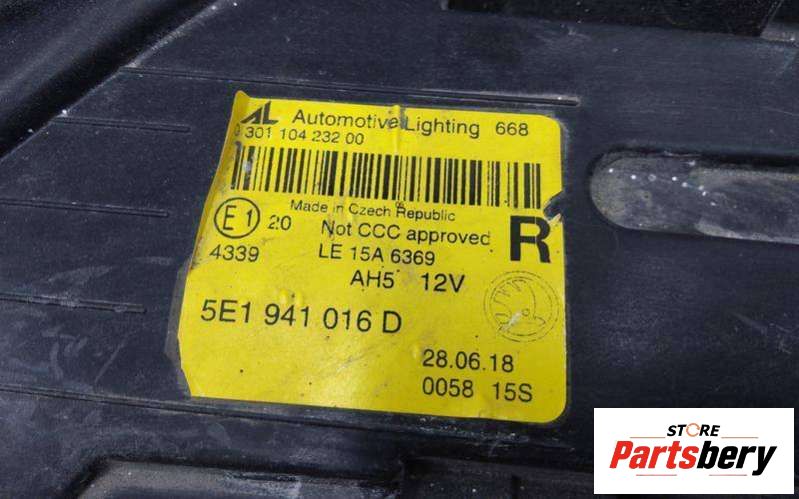 AL Automotive Lighting 668
0 301 104 232 00
Made in Czech Republic
E1 20 Not CCC approved R
4339 LE 15A 6369
AH5 12V
5E1 941 016 D
28.06.18
0058 15S
STORE
Partsbery